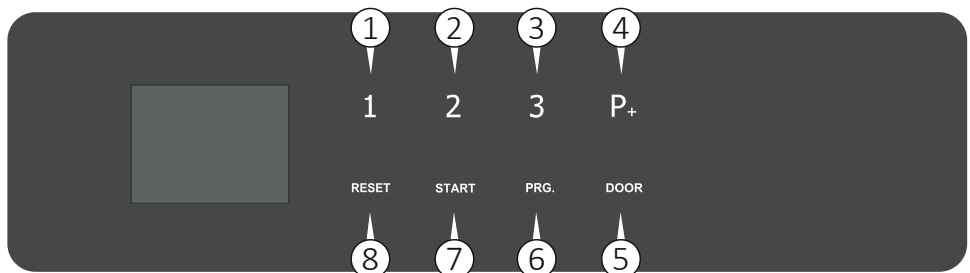 1 2 3 4
1 2 3 P+
RESET START PRG. DOOR
8 7 6 5